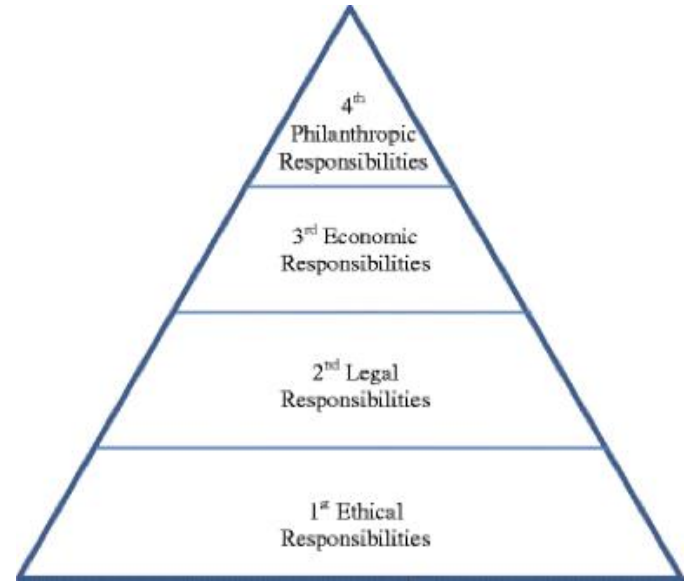 4th
Philanthropic
Responsibilities
3rd Economic
Responsibilities
2nd Legal
Responsibilities
1st Ethical
Responsibilities